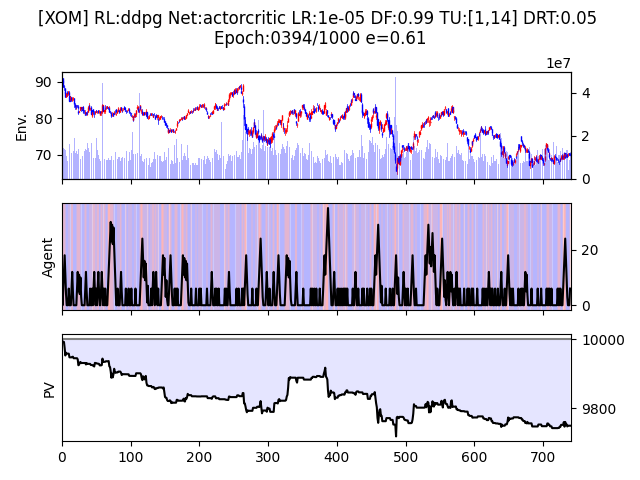 [XOM] RL:ddpg Net:actorcritic LR:1e-05 DF:0.99 TU:[1,14] DRT:0.05
Epoch:0394/1000 e=0.61
1e7
90
80
70
Env.
4
2
0
Agent
20
0
PV
10000
9800
0 100 200 300 400 500 600 700